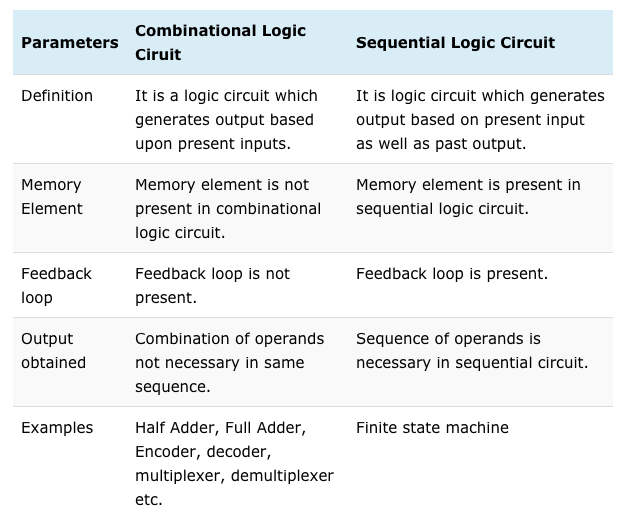 Parameters
Combinational Logic
Ciruit
Sequential Logic Circuit
Definition
It is a logic circuit which
generates output based
upon present inputs.
It is logic circuit which generates
output based on present input
as well as past output.
Memory
Element
Memory element is not
present in combinational
logic circuit.
Memory element is present in
sequential logic circuit.
Feedback
loop
Feedback loop is not
present.
Feedback loop is present.
Output
obtained
Combination of operands
not necessary in same
sequence.
Sequence of operands is
necessary in sequential circuit.
Examples
Half Adder, Full Adder,
Encoder, decoder,
multiplexer, demultiplexer
etc.
Finite state machine